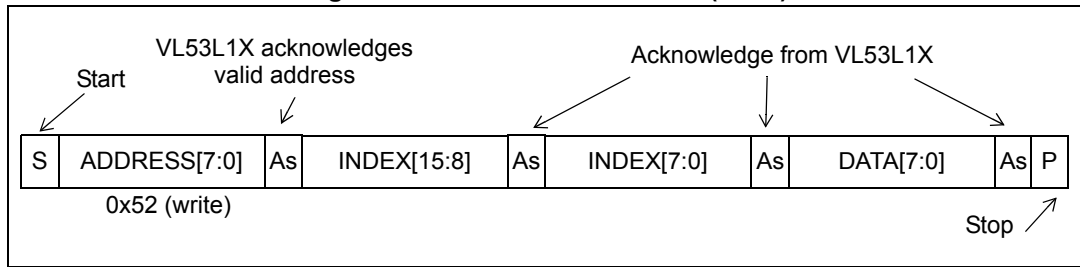 VL53L1X acknowledges
valid address
Acknowledge from VL53L1X
Start
S ADDRESS[7:0] As INDEX[15:8] As INDEX[7:0] As DATA[7:0] As P
0x52 (write)
Stop